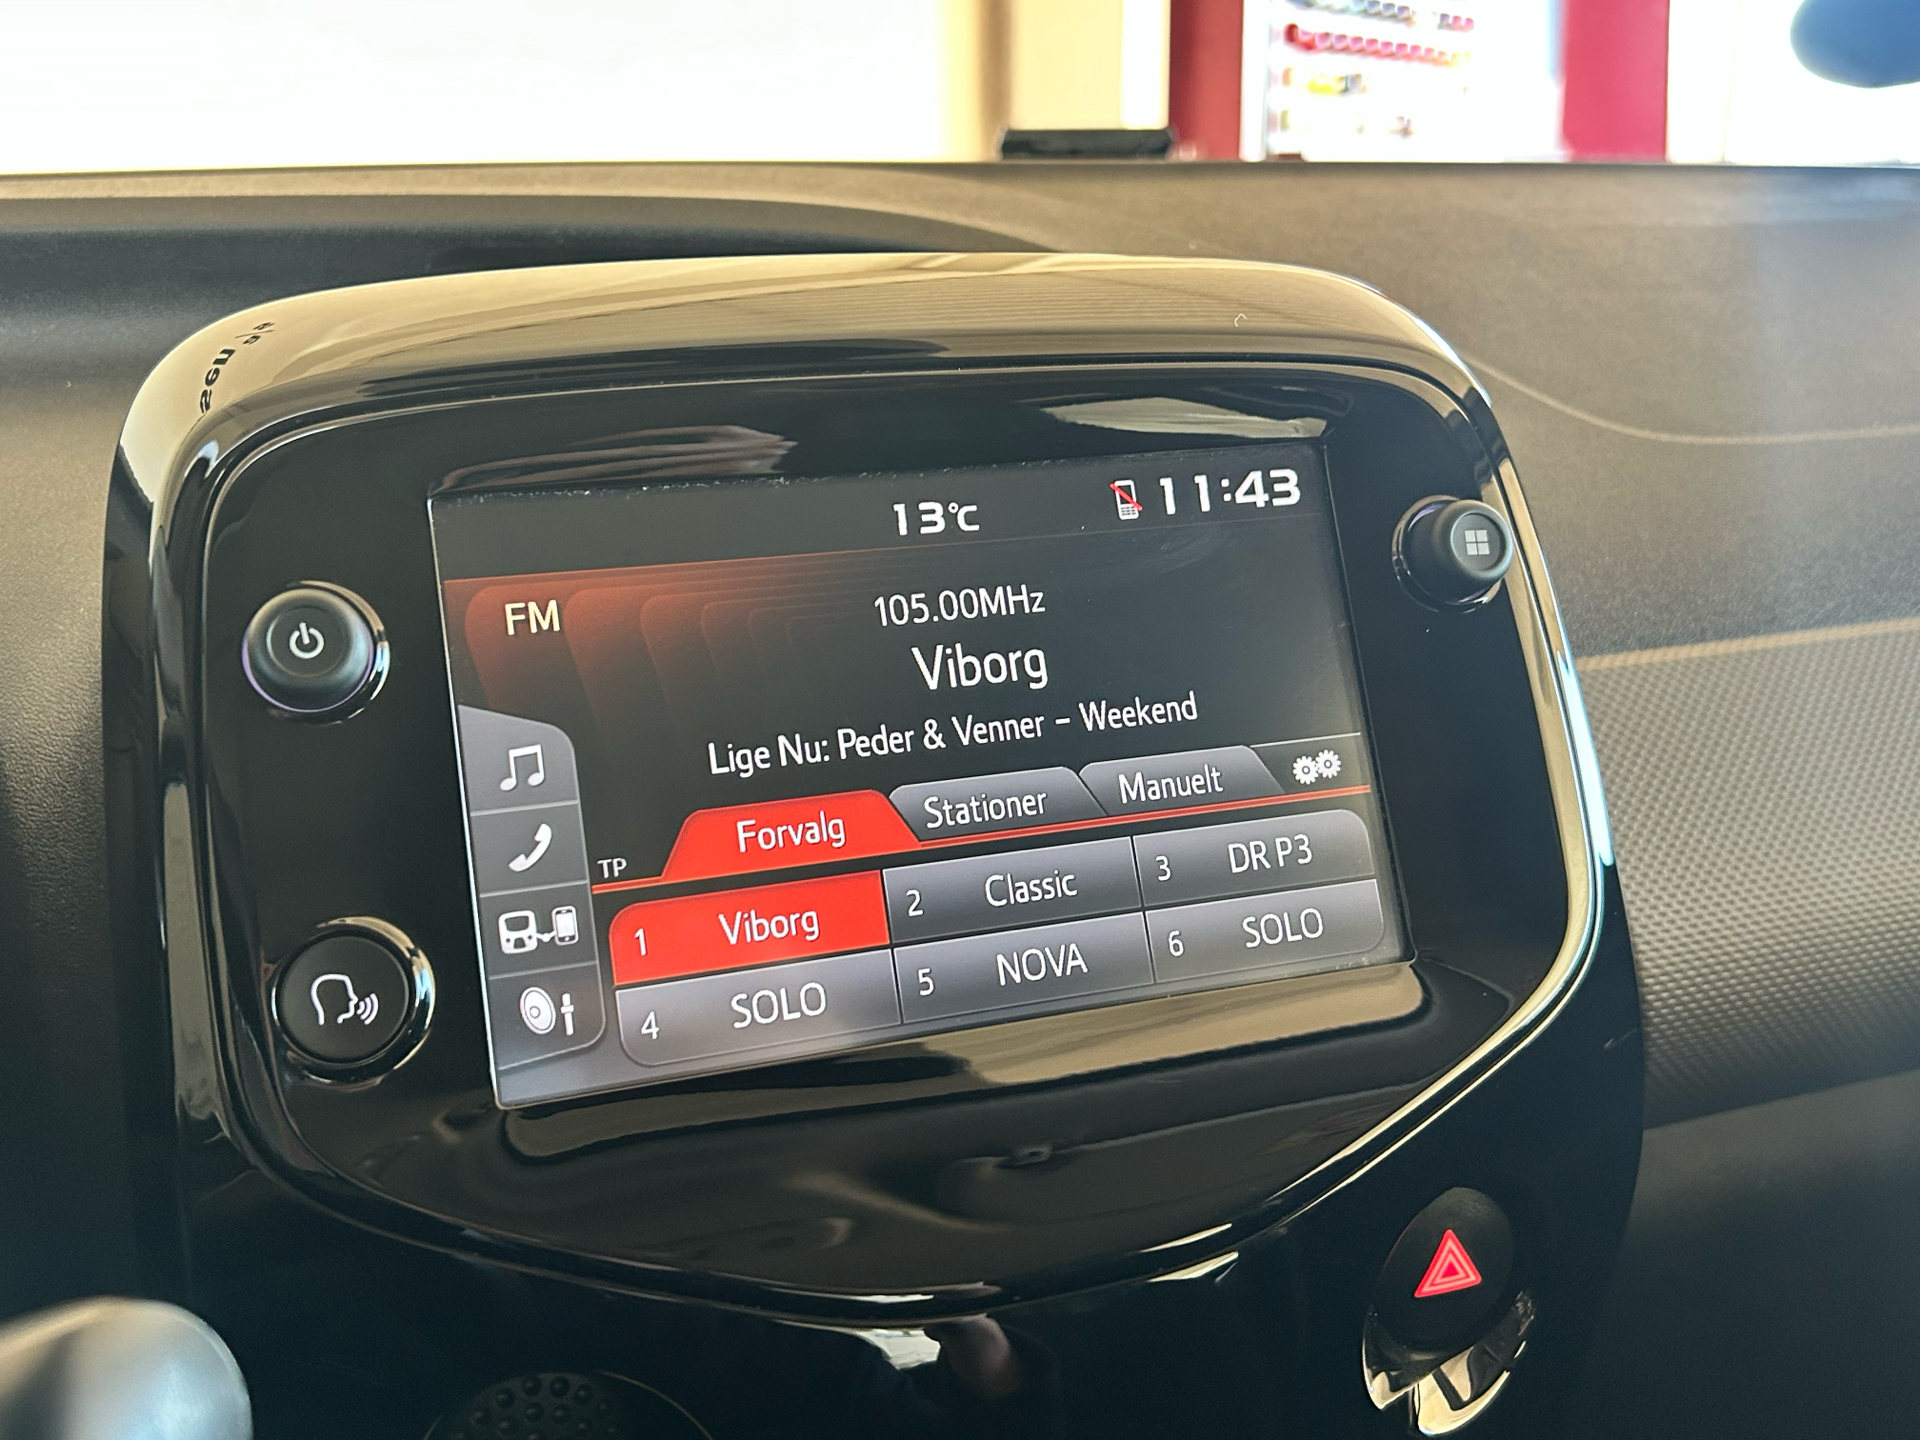 13°C 11:43
FM
105.00MHz
Viborg
Lige Nu: Peder & Venner - Weekend
TP
Forvalg Stationer Manuelt
1 Viborg 2 Classic 3 DR P3
4 SOLO 5 NOVA 6 SOLO